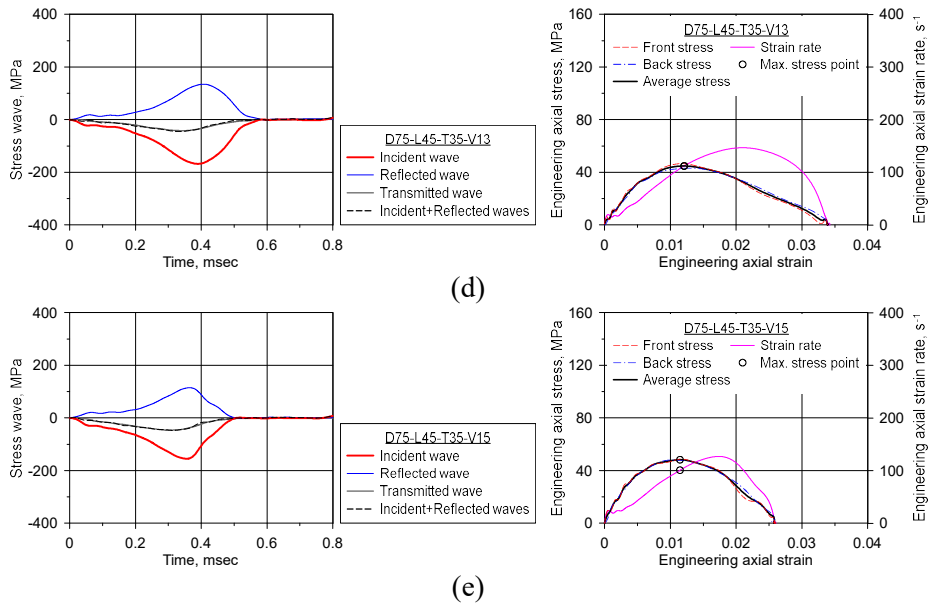 400
200
0
-200
-400
Stress wave, MPa
0
0.2
0.4
0.6
0.8
Time, msec
D75-L45-T35-V13
Incident wave
Reflected wave
Transmitted wave
Incident+Reflected waves
160
120
80
40
0
Engineering axial stress, MPa
D75-L45-T35-V13
Front stress
Strain rate
Back stress
Max. stress point
Average stress
400
300
200
100
0
Engineering axial strain rate, s-1
0
0.01
0.02
0.03
0.04
Engineering axial strain
(d)
400
200
0
-200
-400
Stress wave, MPa
0
0.2
0.4
0.6
0.8
Time, msec
D75-L45-T35-V15
Incident wave
Reflected wave
Transmitted wave
Incident+Reflected waves
160
120
80
40
0
Engineering axial stress, MPa
D75-L45-T35-V15
Front stress
Strain rate
Back stress
Max. stress point
Average stress
400
300
200
100
0
Engineering axial strain rate, s-1
0
0.01
0.02
0.03
0.04
Engineering axial strain
(e)